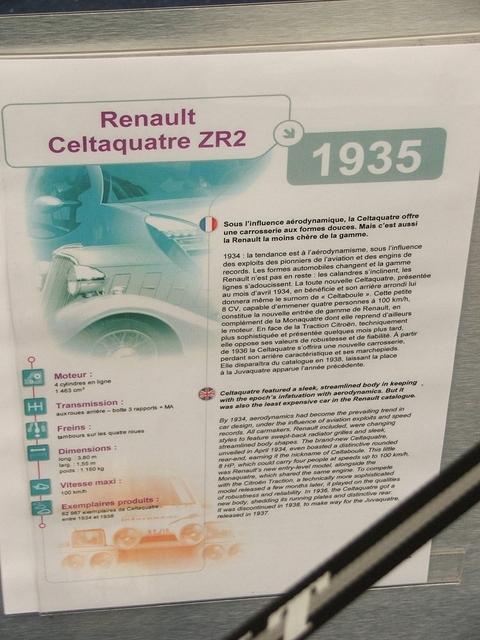 Renault
Celtaquatre ZR2
1935
Sous l'influence aérodynamique, la Celtaquatre offre
une carrosserie aux formes douces. Mais c'est aussi
la Renault la moins chère de la gamme.
1934 : la tendance est à l'aérodynamisme, sous l'influence
des exploits des pionniers de l'aviation et des engins de
records. Les formes automobiles changent et la gamme
Renault n'est pas en reste : les calandres s'inclinent, les
lignes s'adoucissent. La toute nouvelle Celtaquatre, présentée
au mois d'avril 1934, en bénéficie et son arrière arrondi lui
donnera même le surnom de « Celtaboule ». Cette petite
8 CV, capable d'emmener quatre personnes à 100 km/h,
constitue la nouvelle entrée de gamme de Renault, en
complément de la Monaquatre dont elle reprend d'ailleurs
le moteur. En face de la Traction Citroën, techniquement
plus sophistiquée et présentée quelques mois plus tard,
elle oppose ses valeurs de robustesse et de fiabilité. À partir
de 1936 la Celtaquatre s'offrira une nouvelle carrosserie,
perdant son arrière caractéristique et ses marchepieds.
Elle disparaîtra du catalogue en 1938, laissant la place
à la Juvaquatre apparue l'année précédente.
Celtaquatre featured a sleek, streamlined body in keeping
with the epoch's infatuation with aerodynamics. But it
was also the least expensive car in the Renault catalogue.
By 1934, aerodynamics had become the prevailing trend in
car design, under the influence of aviation exploits and speed
records. All carmakers, Renault included, were changing
styles to feature swept-back radiator grilles and sleek,
streamlined body shapes. The brand-new Celtaquatre,
unveiled in April 1934, even boasted a distinctive rounded
rear-end, earning it the nickname of Celtaboule. This little
8 HP, which could carry four people at speeds up to 100 km/h,
was Renault's new entry-level model, alongside the
Monaquatre, which shared the same engine. To compete
with the Citroën Traction, a technically more sophisticated
model released a few months later, it played on the qualities
of robustness and reliability. In 1936, the Celtaquatre got a
new body, shedding its running plates and distinctive rear.
It was discontinued in 1938, to make way for the Juvaquatre,
released in 1937.
Moteur :
4 cylindres en ligne
1 463 cm³
Transmission :
aux roues arrière – boîte 3 rapports + MA
Freins :
tambours sur les quatre roues
Dimensions :
long : 3,80 m
larg : 1,55 m
poids : 1 150 kg
Vitesse maxi :
100 km/h
Exemplaires produits :
exemplaires de Celtaquatre
entre 1934 et 1938